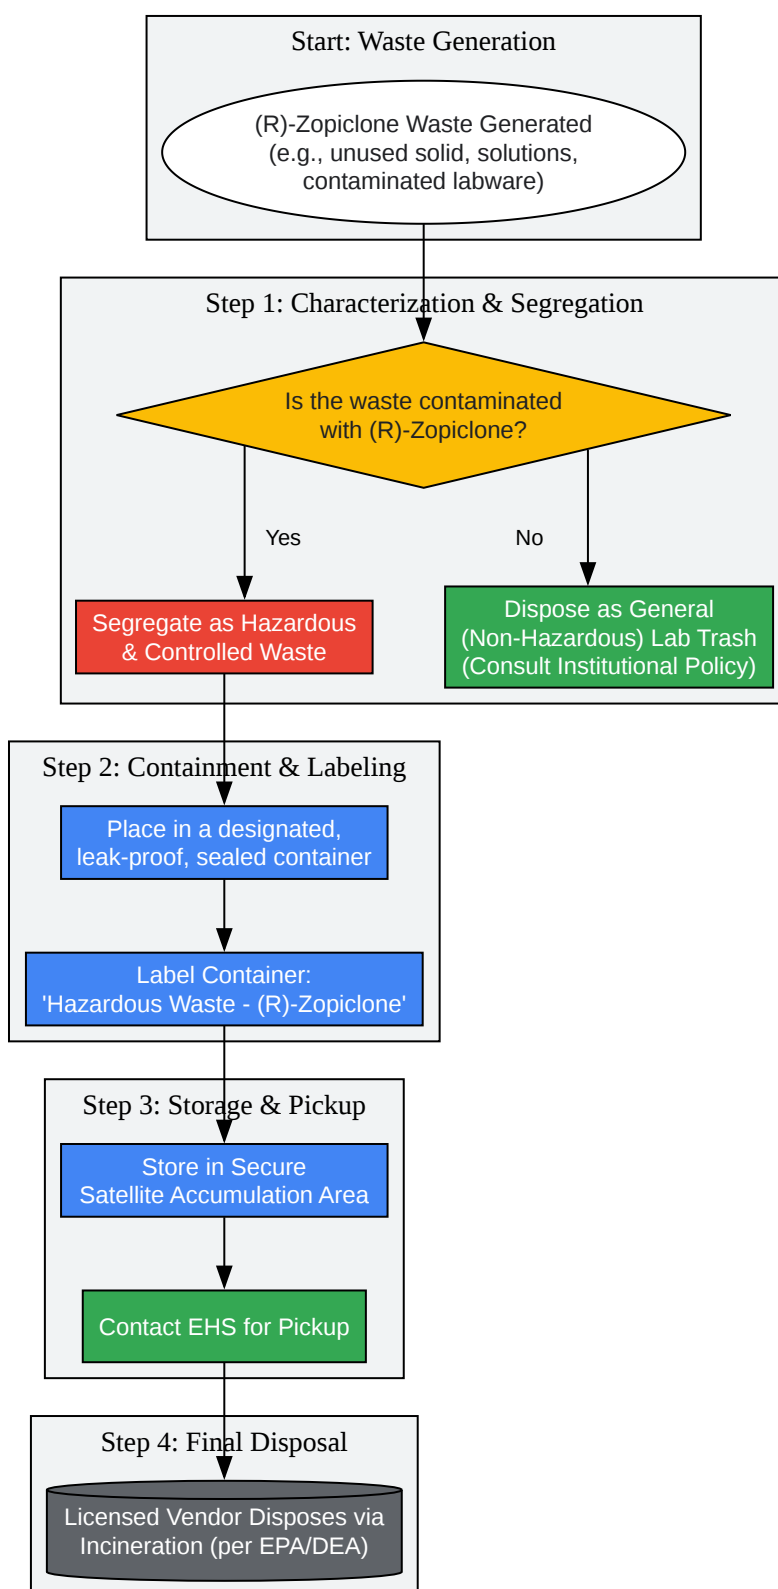 Start: Waste Generation
(R)-Zopiclone Waste Generated
(e.g., unused solid, solutions,
contaminated labware)
Step 1: Characterization & Segregation
Is the waste contaminated
with (R)-Zopiclone?
Yes
No
Segregate as Hazardous
& Controlled Waste
Dispose as General
(Non-Hazardous) Lab Trash
(Consult Institutional Policy)
Step 2: Containment & Labeling
Place in a designated,
leak-proof, sealed container
Label Container:
'Hazardous Waste - (R)-Zopiclone'
Step 3: Storage & Pickup
Store in Secure
Satellite Accumulation Area
Contact EHS for Pickup
Step 4: Final Disposal
Licensed Vendor Disposes via
Incineration (per EPA/DEA)